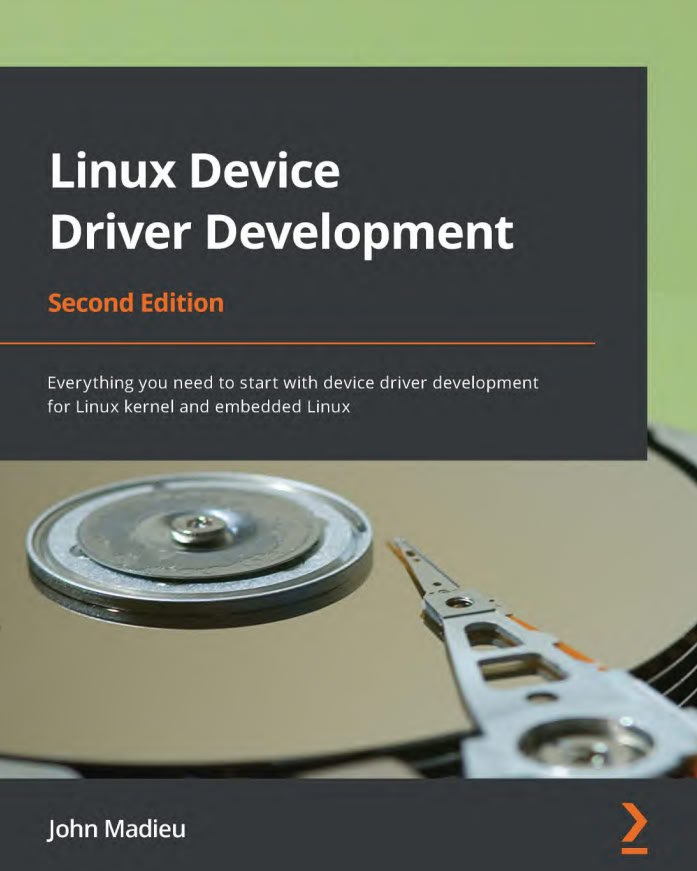 Linux Device
Driver Development
Second Edition
Everything you need to start with device driver development
for Linux kernel and embedded Linux
John Madieu